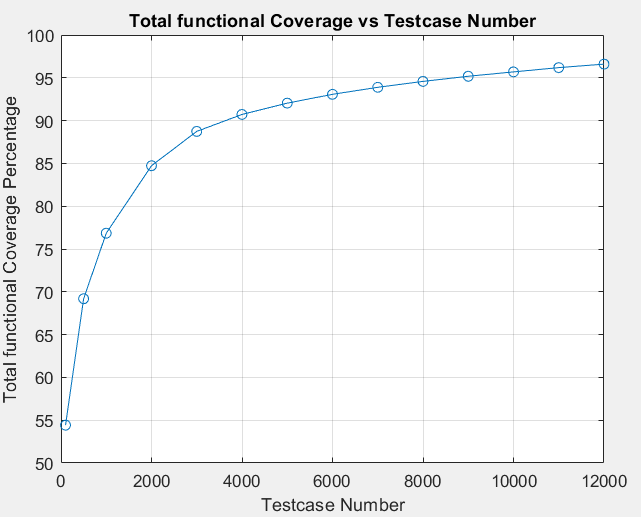 Total functional Coverage vs Testcase Number
Total functional Coverage Percentage
100
95
90
85
80
75
70
65
60
55
50
0 2000 4000 6000 8000 10000 12000
Testcase Number